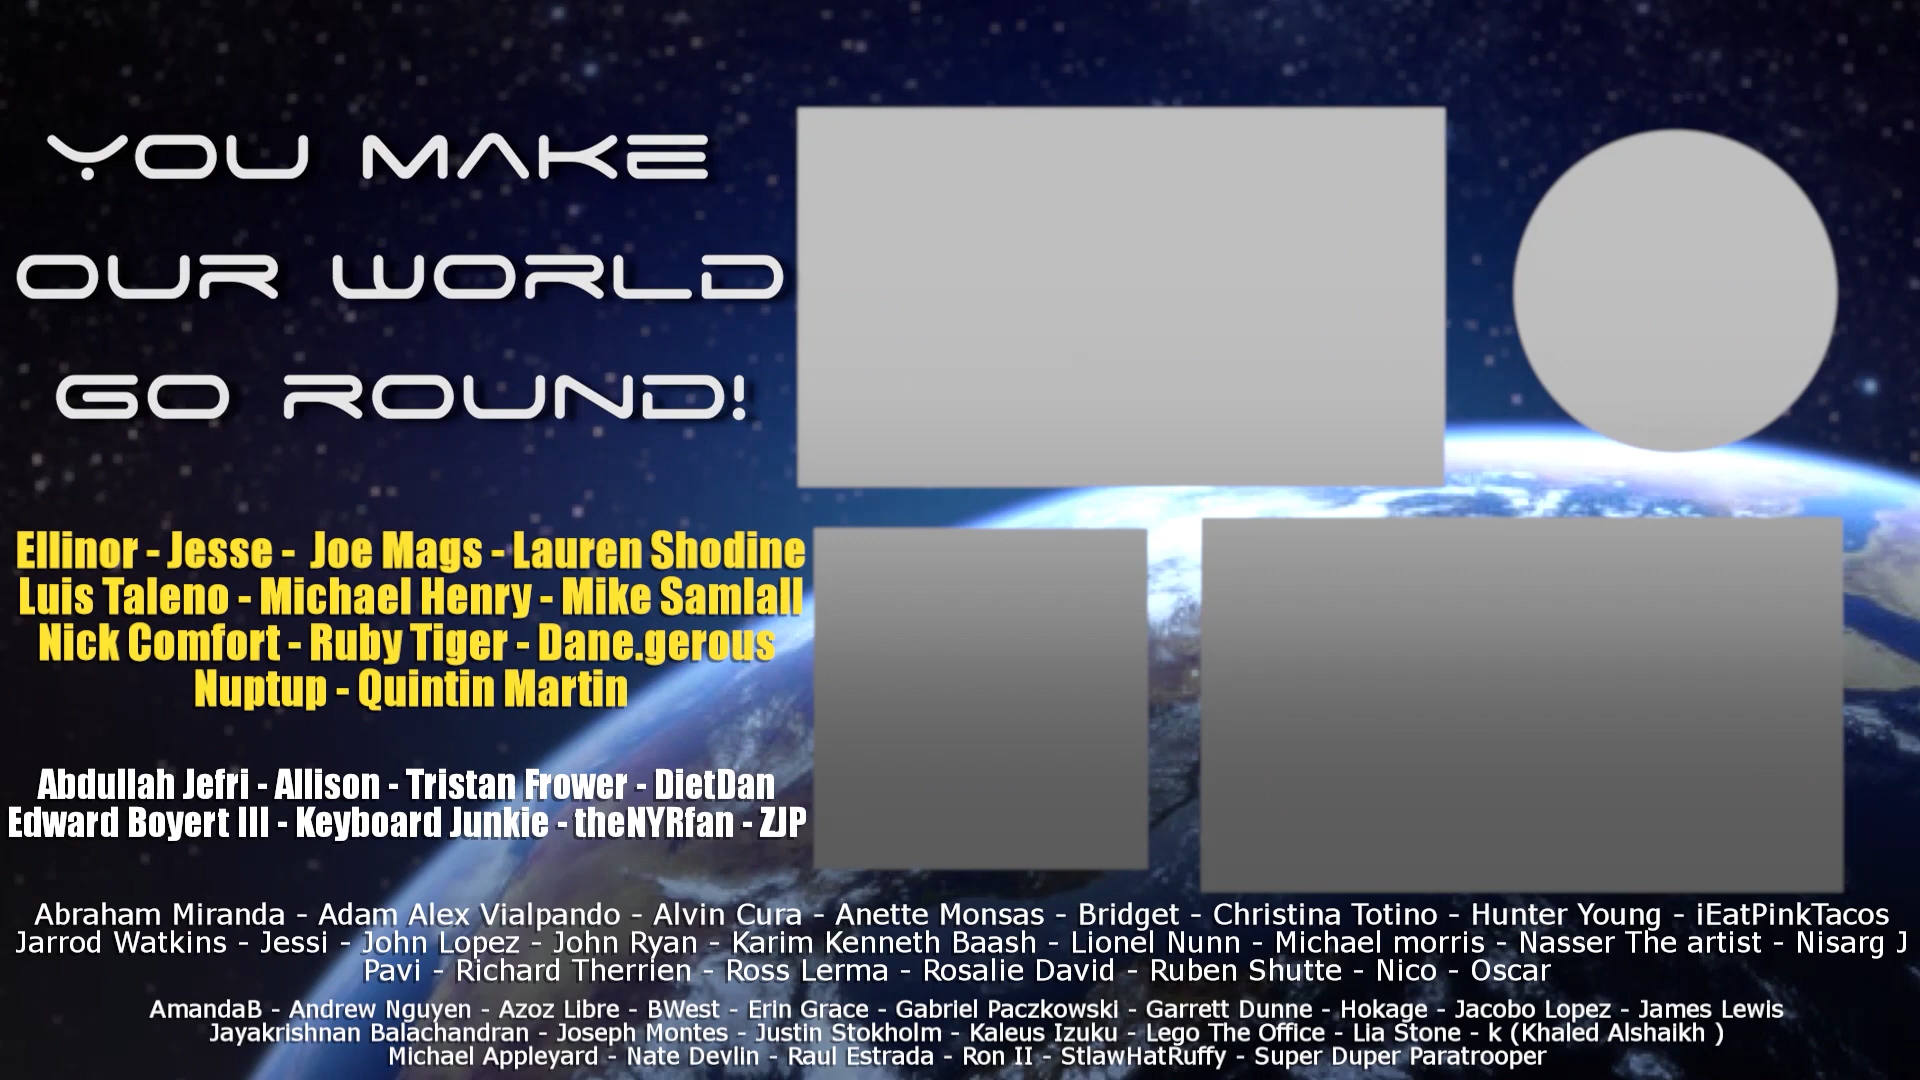 YOU MAKE
OUR WORLD
GO ROUND!
Ellinor - Jesse -  Joe Mags - Lauren Shodine
Luis Taleno - Michael Henry - Mike Samlall
Nick Comfort - Ruby Tiger - Dane.gerous
Nuptup - Quintin Martin
Abdullah Jefri - Allison - Tristan Frower - DietDan
Edward Boyert III - Keyboard Junkie - theNYRfan - ZJP
Abraham Miranda - Adam Alex Vialpando - Alvin Cura - Anette Monsas - Bridget - Christina Totino - Hunter Young - iEatPinkTacos
Jarrod Watkins - Jessi - John Lopez - John Ryan - Karim Kenneth Baash - Lionel Nunn - Michael morris - Nasser The artist - Nisarg J
Pavi - Richard Therrien - Ross Lerma - Rosalie David - Ruben Shutte - Nico - Oscar
AmandaB - Andrew Nguyen - Azoz Libre - BWest - Erin Grace - Gabriel Paczkowski - Garrett Dunne - Hokage - Jacobo Lopez - James Lewis
Jayakrishnan Balachandran - Joseph Montes - Justin Stokholm - Kaleus Izuku - Lego The Office - Lia Stone - k (Khaled Alshaikh )
Michael Appleyard - Nate Devlin - Raul Estrada - Ron II - StlawHatRuffy - Super Duper Paratrooper